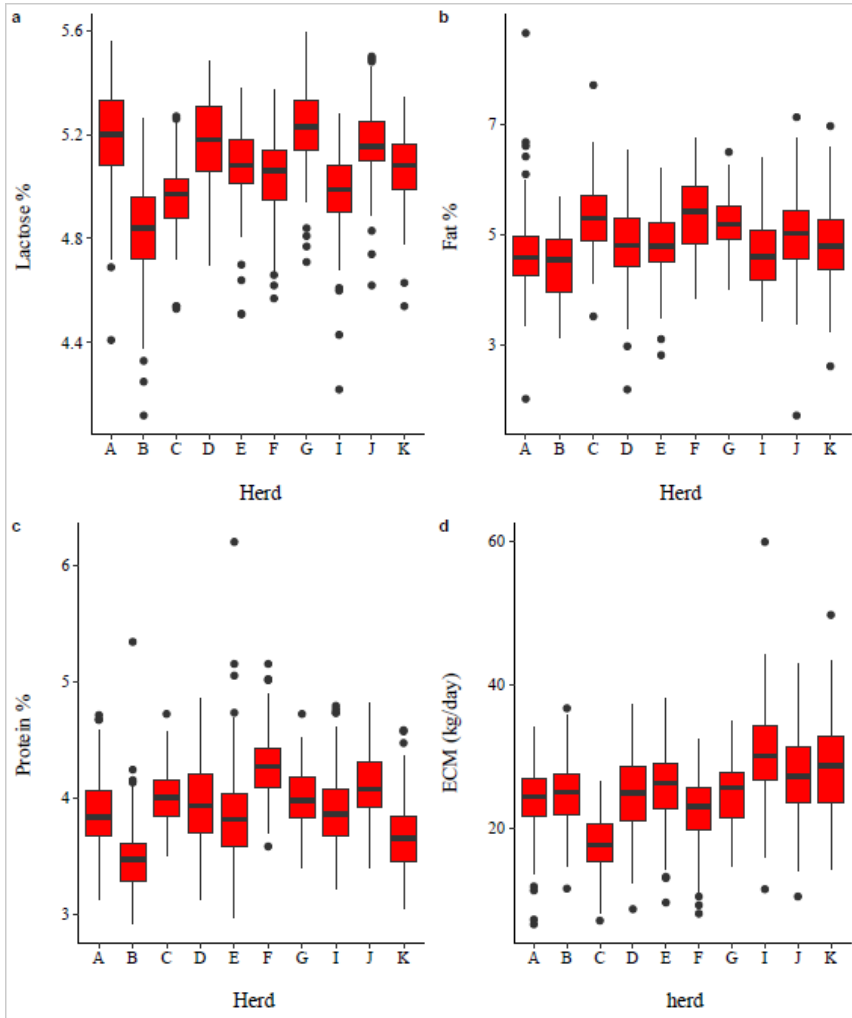 a
Lactose %
5.6
5.2
4.8
4.4
A B C D E F G I J K
Herd
b
Fat %
7
5
3
A B C D E F G I J K
Herd
c
Protein %
6
5
4
3
A B C D E F G I J K
Herd
d
ECM (kg/day)
60
40
20
A B C D E F G I J K
herd